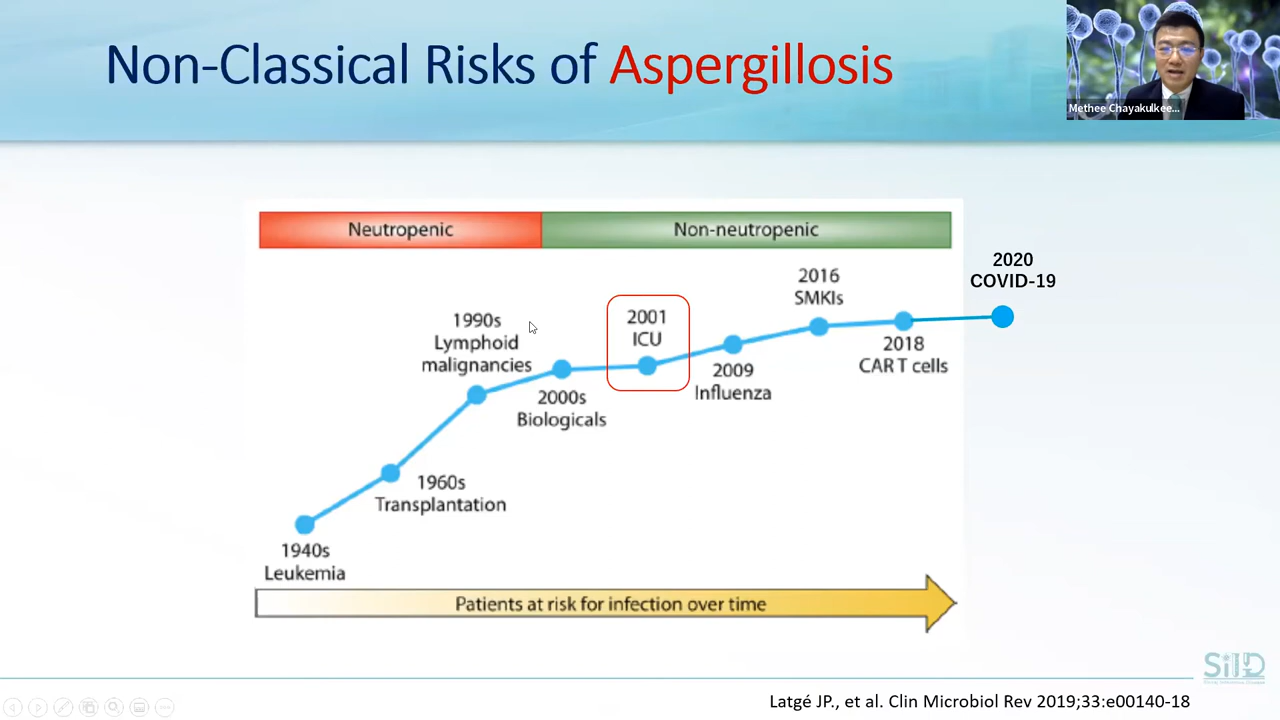 Non-Classical Risks of Aspergillosis
Methee Chayakulkee...
Neutropenic
Non-neutropenic
2020
COVID-19
2016
SMKIs
1990s
Lymphoid
malignancies
2001
ICU
2018
CAR T cells
2009
Influenza
2000s
Biologicals
1960s
Transplantation
1940s
Leukemia
Patients at risk for infection over time
SiID
Latgé JP., et al. Clin Microbiol Rev 2019;33:e00140-18